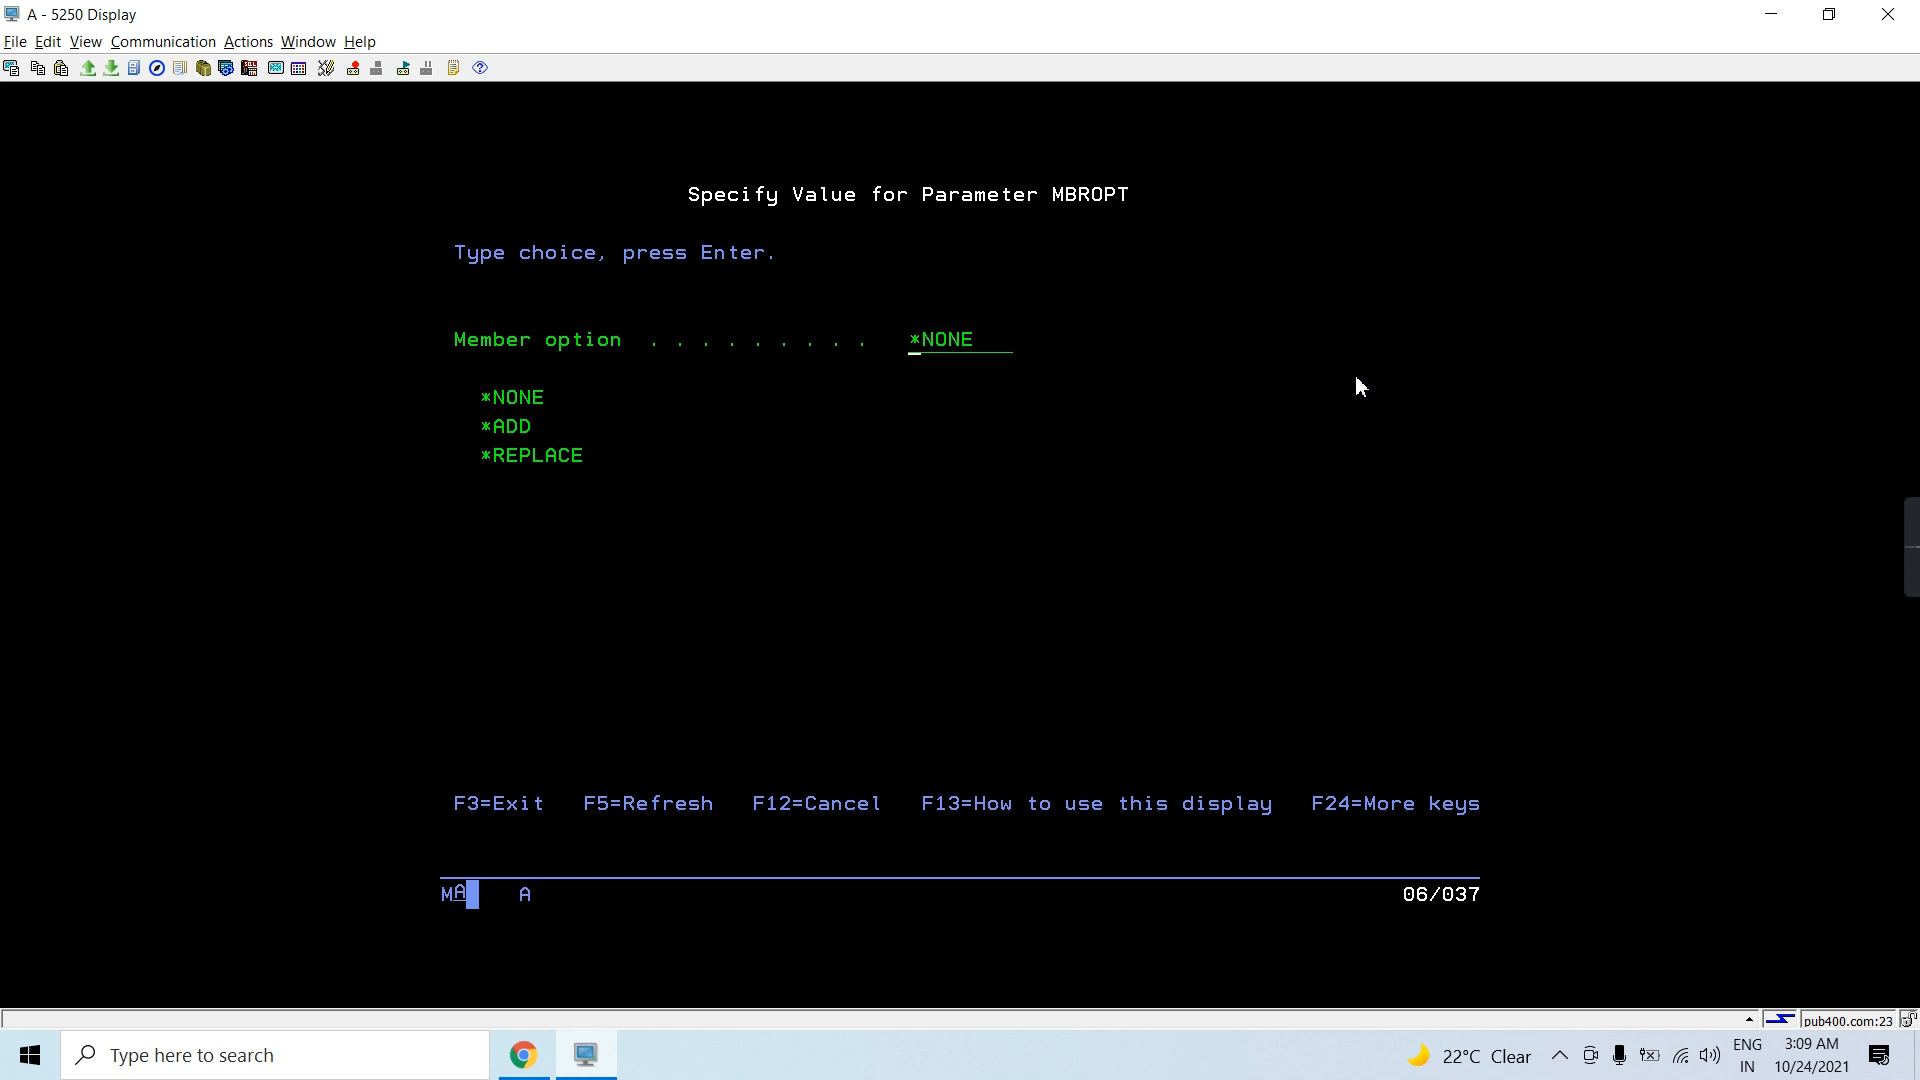 A - 5250 Display
File Edit View Communication Actions Window Help
Specify Value for Parameter MBROPT
Type choice, press Enter.
Member option . . . . . . . . . *NONE
*NONE
*ADD
*REPLACE
F3=Exit F5=Refresh F12=Cancel F13=How to use this display F24=More keys
MA A 06/037
pub400.com:23
Type here to search
22°C Clear
ENG
IN
3:09 AM
10/24/2021